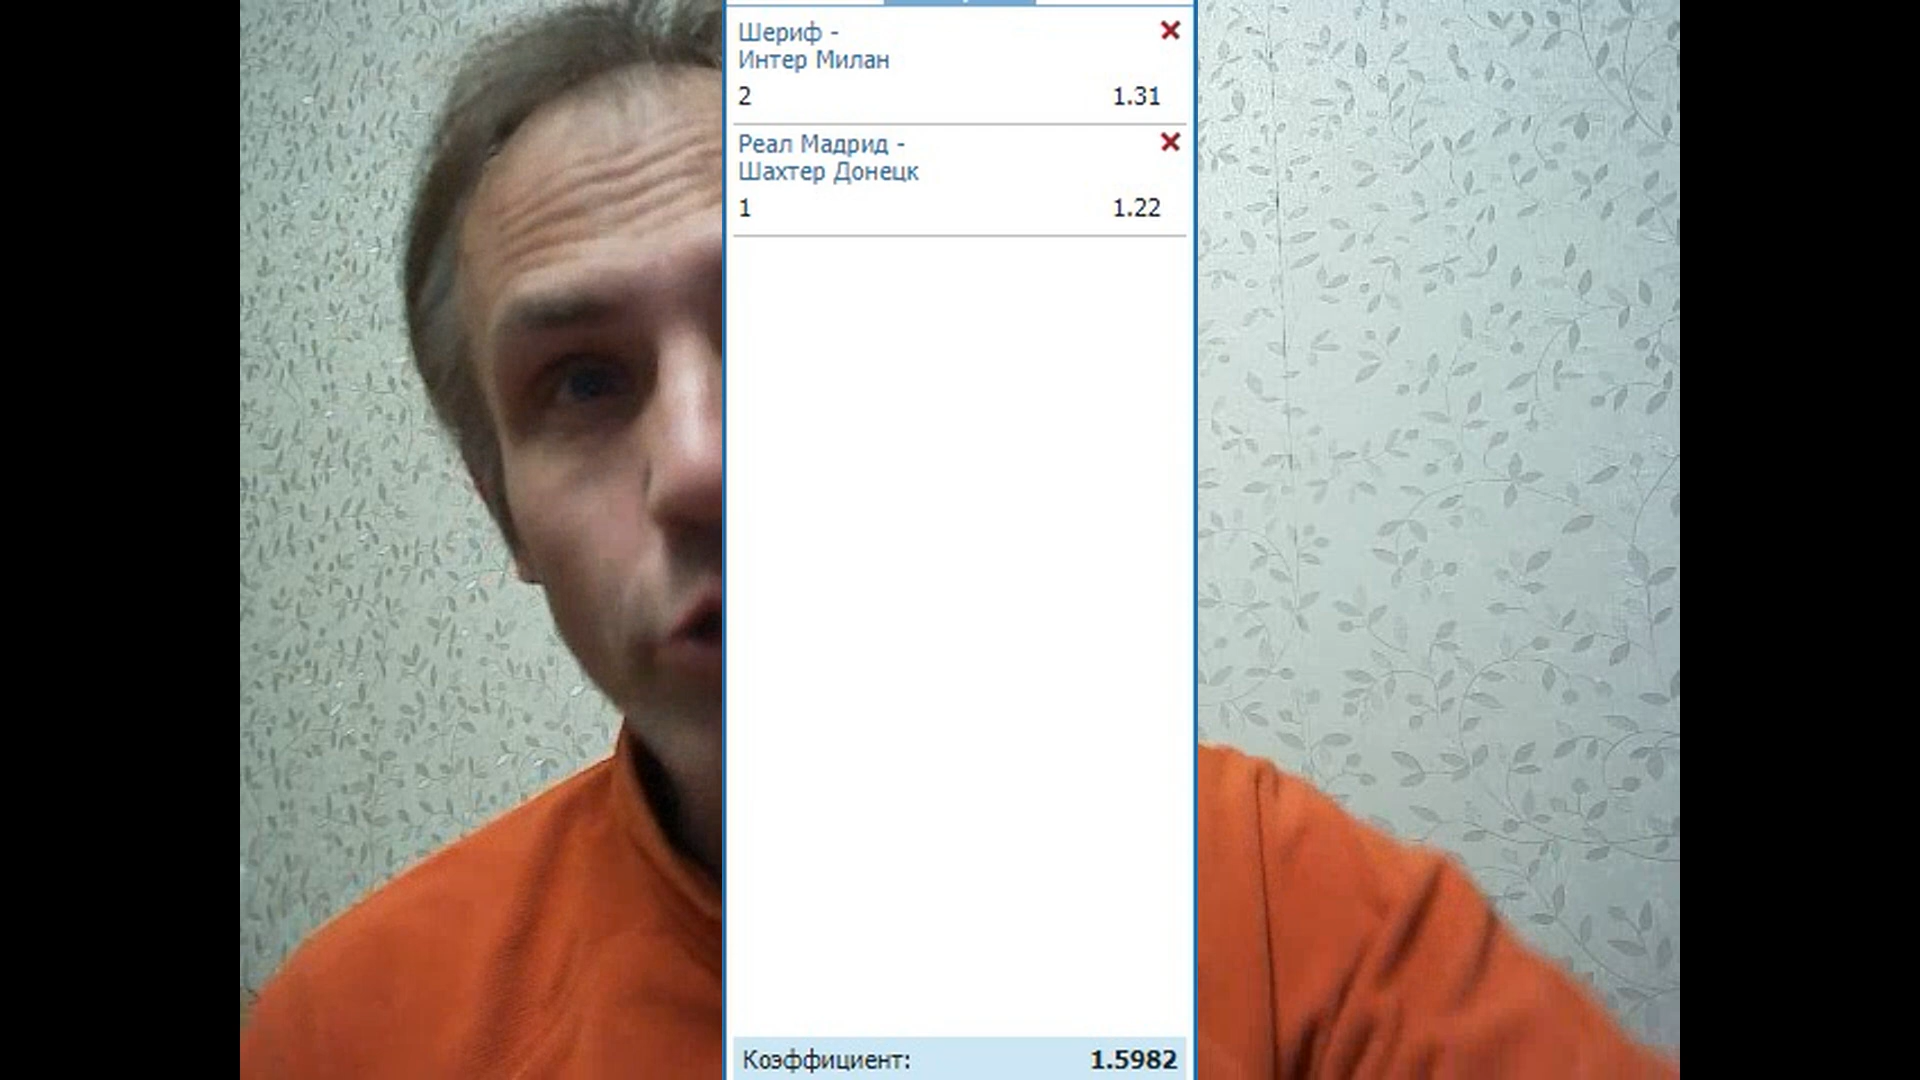 Шериф -
Интер Милан
2 1.31
Реал Мадрид -
Шахтер Донецк
1 1.22
Коэффициент: 1.5982